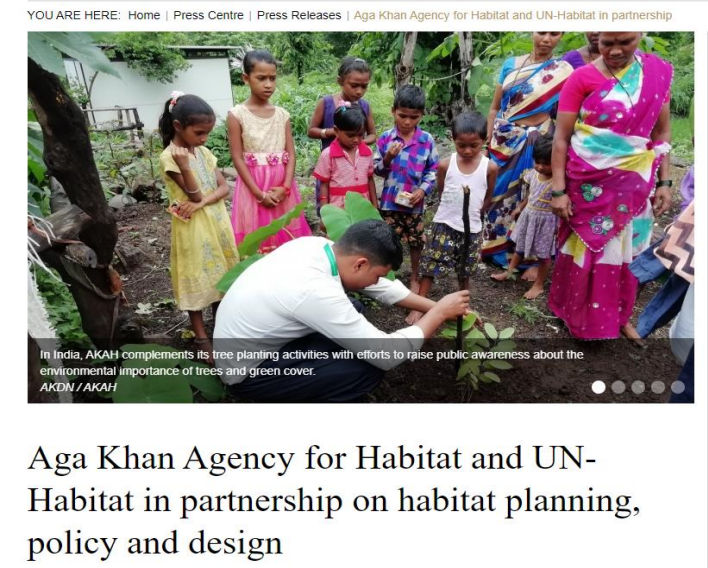 YOU ARE HERE: Home | Press Centre | Press Releases | Aga Khan Agency for Habitat and UN-Habitat in partnership
In India, AKAH complements its tree planting activities with efforts to raise public awareness about the
environmental importance of trees and green cover.
AKDN / AKAH
Aga Khan Agency for Habitat and UN-
Habitat in partnership on habitat planning,
policy and design